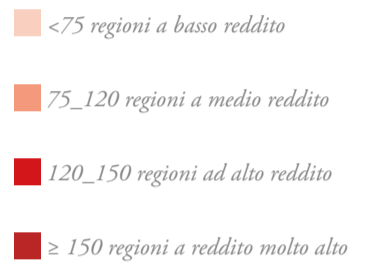 <75 regioni a basso reddito
75_120 regioni a medio reddito
120_150 regioni ad alto reddito
≥ 150 regioni a reddito molto alto